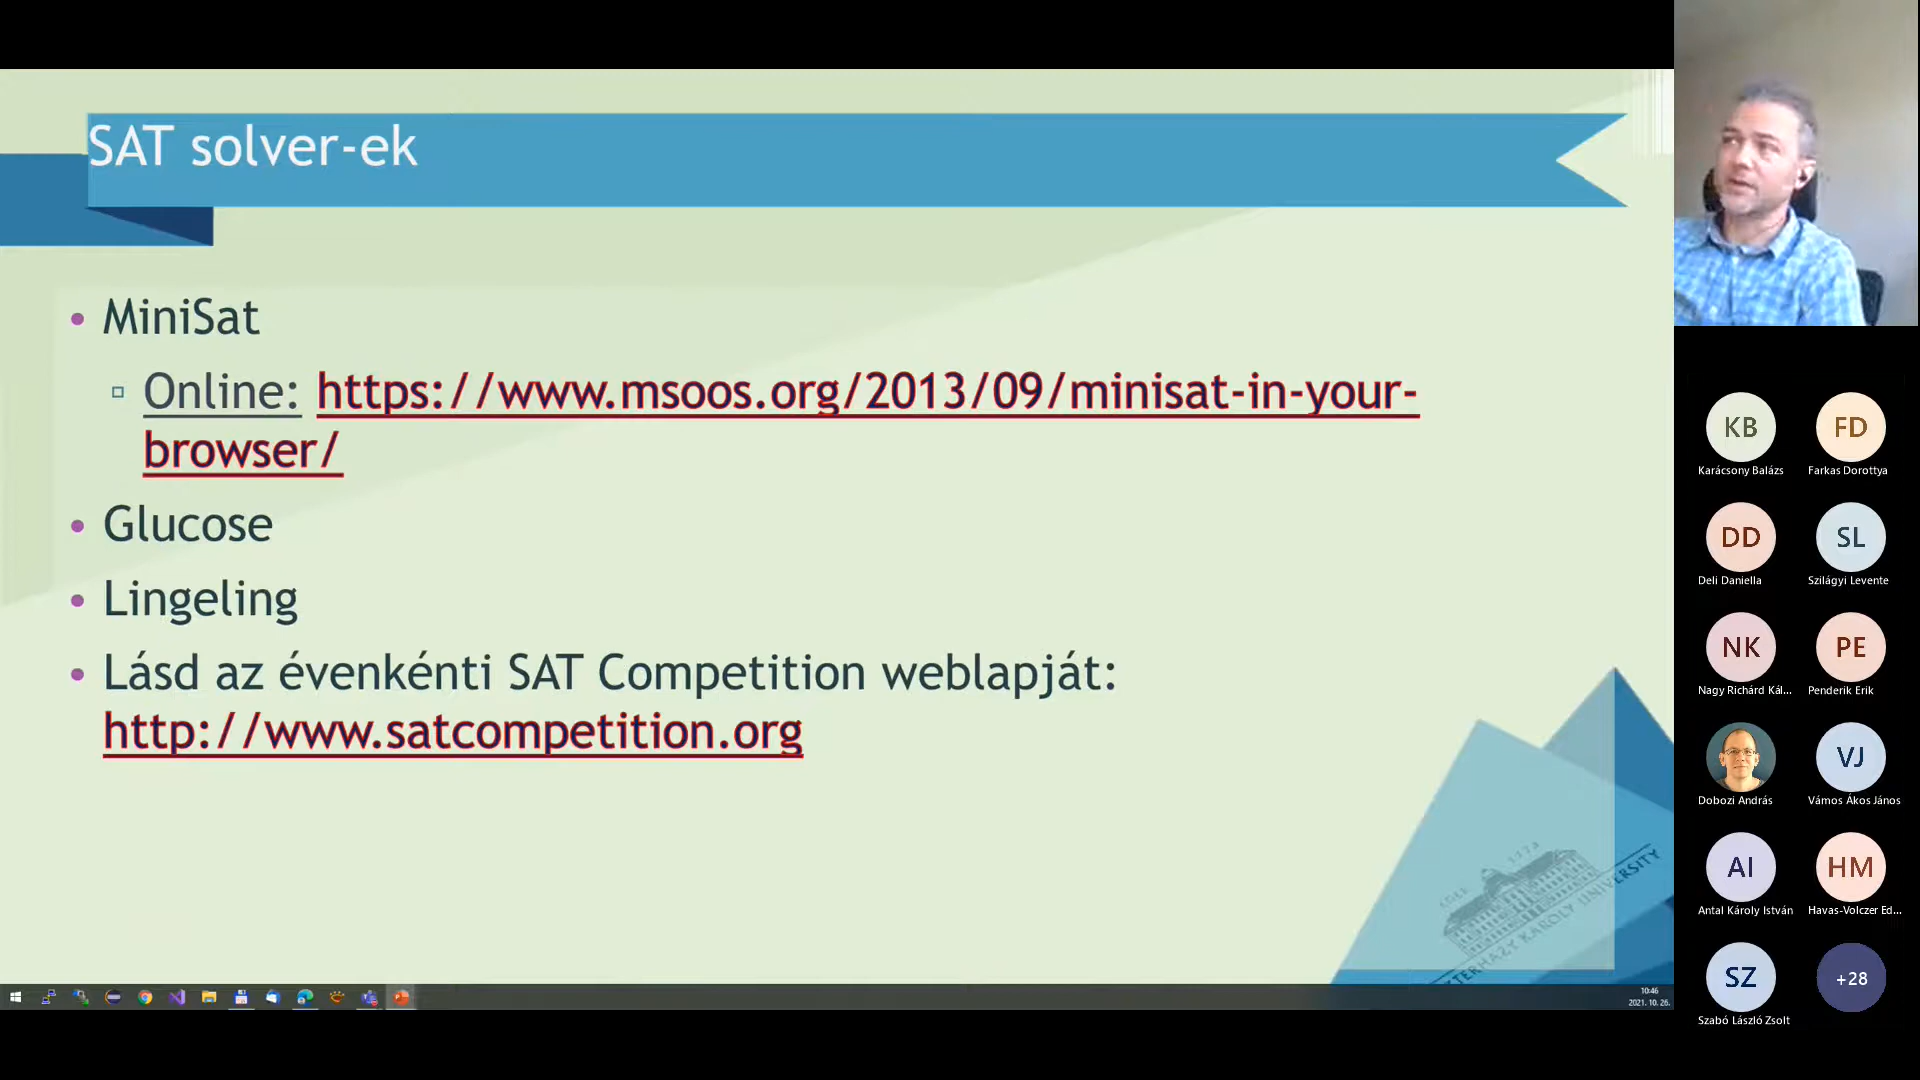 SAT solver-ek
MiniSat
Online: https://www.msoos.org/2013/09/minisat-in-your-
browser/
Glucose
Lingeling
Lásd az évenkénti SAT Competition weblapját:
http://www.satcompetition.org
KÁROLY UNIVERSITY
10:46
2021. 10. 26.
KB
Karácsony Balázs
FD
Farkas Dorottya
DD
Deli Daniella
SL
Szilágyi Levente
NK
Nagy Richárd Kál...
PE
Penderik Erik
Dobozi András
VJ
Vámos Ákos János
AI
Antal Károly István
HM
Havas-Volczer Ed...
SZ
Szabó László Zsolt
+28